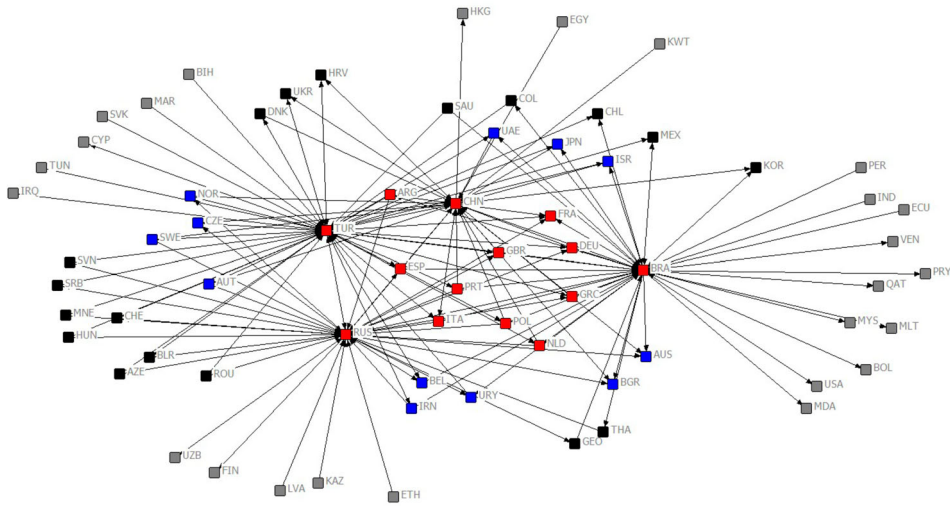 HKG
EGY
KWT
BIH
HRV
UKR
MAR
DNK
SVK
SAU
COL
CHL
CYP
UAE
JPN
MEX
ISR
TUN
KOR
PER
IRQ
NOR
ARG
CHN
IND
ECU
CZE
FRA
TUR
SWE
GBR
DEU
VEN
SVN
ESP
BRA
PRY
SRB
AUT
PRT
GRC
QAT
MNE
CHE
ITA
POL
MYS
MLT
HUN
RUS
NLD
BLR
AUS
AZE
ROU
BEL
BGR
BOL
USA
IRN
URY
MDA
GEO
THA
UZB
FIN
LVA
KAZ
ETH